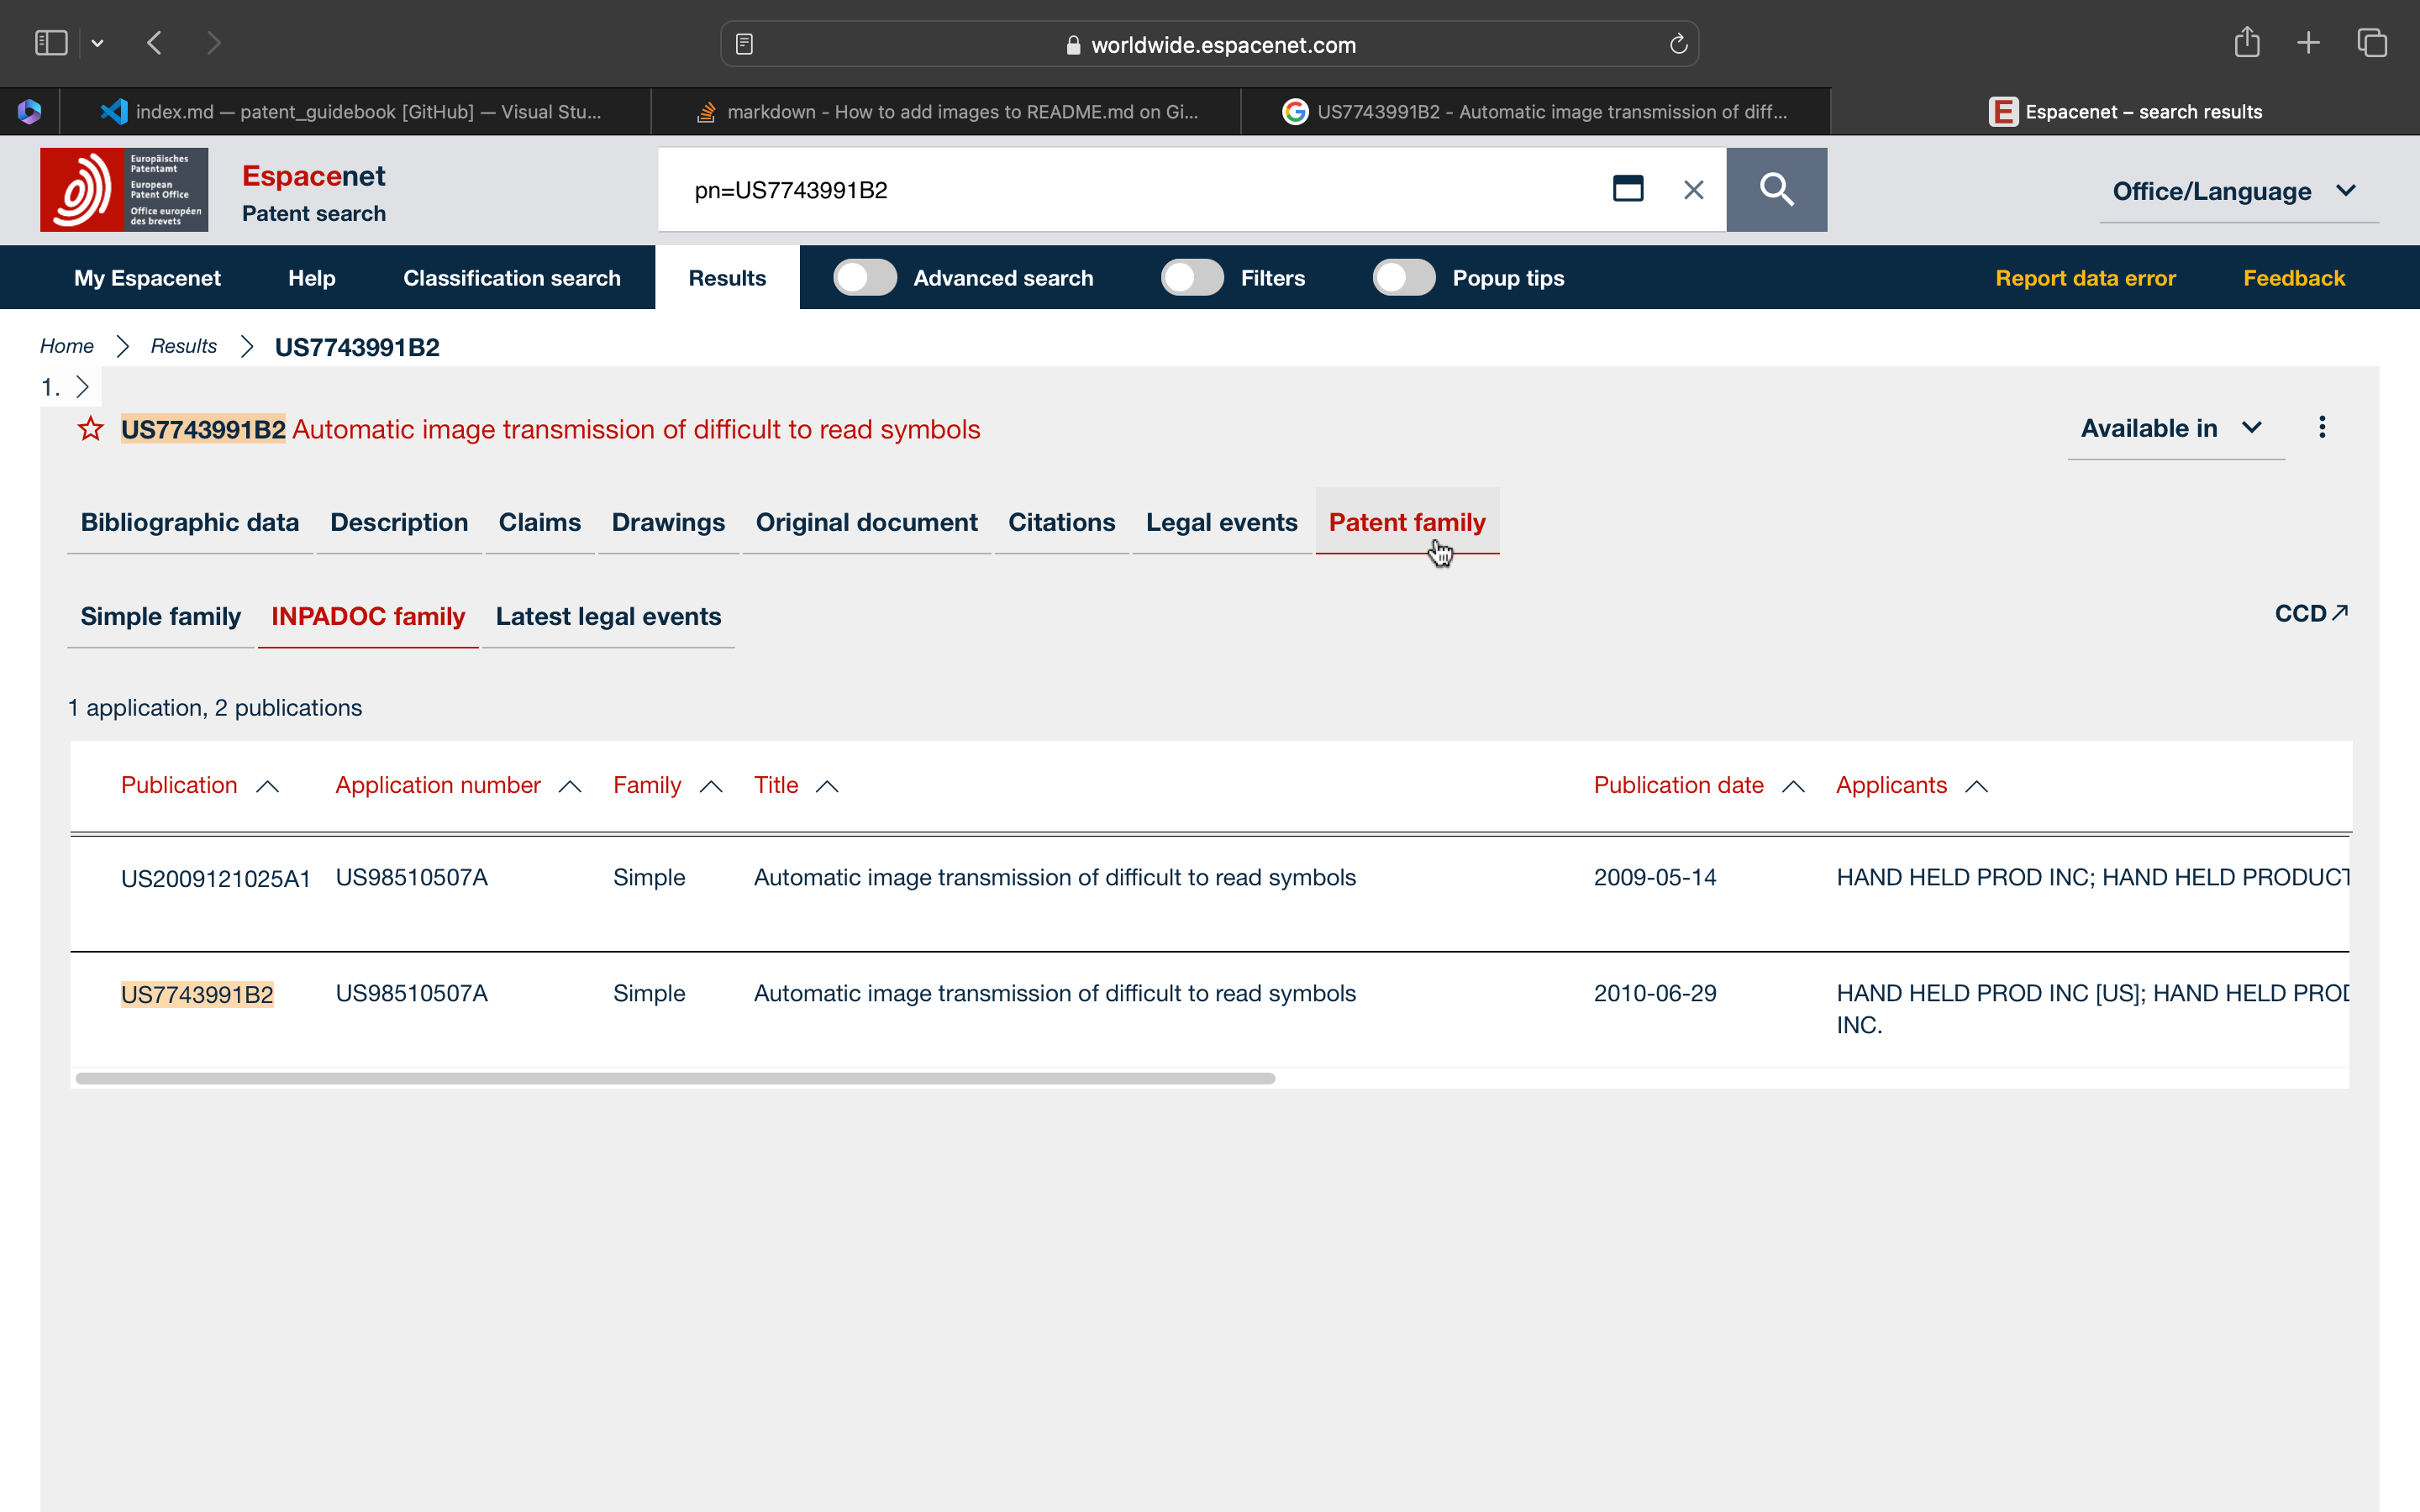 worldwide.espacenet.com
index.md — patent_guidebook [GitHub] — Visual Stu...
markdown - How to add images to README.md on Gi...
US7743991B2 - Automatic image transmission of diff...
Espacenet – search results
Europäisches
Patentamt
European
Patent Office
Office européen
des brevets
Espacenet
Patent search
pn=US7743991B2
Office/Language
My Espacenet Help Classification search Results Advanced search Filters Popup tips Report data error Feedback
Home Results US7743991B2
1.
US7743991B2 Automatic image transmission of difficult to read symbols
Available in
Bibliographic data Description Claims Drawings Original document Citations Legal events Patent family
Simple family INPADOC family Latest legal events
CCD
1 application, 2 publications
Publication Application number Family Title Publication date Applicants
US2009121025A1 US98510507A Simple Automatic image transmission of difficult to read symbols 2009-05-14 HAND HELD PROD INC; HAND HELD PRODUCT
US7743991B2 US98510507A Simple Automatic image transmission of difficult to read symbols 2010-06-29 HAND HELD PROD INC [US]; HAND HELD PROD
INC.